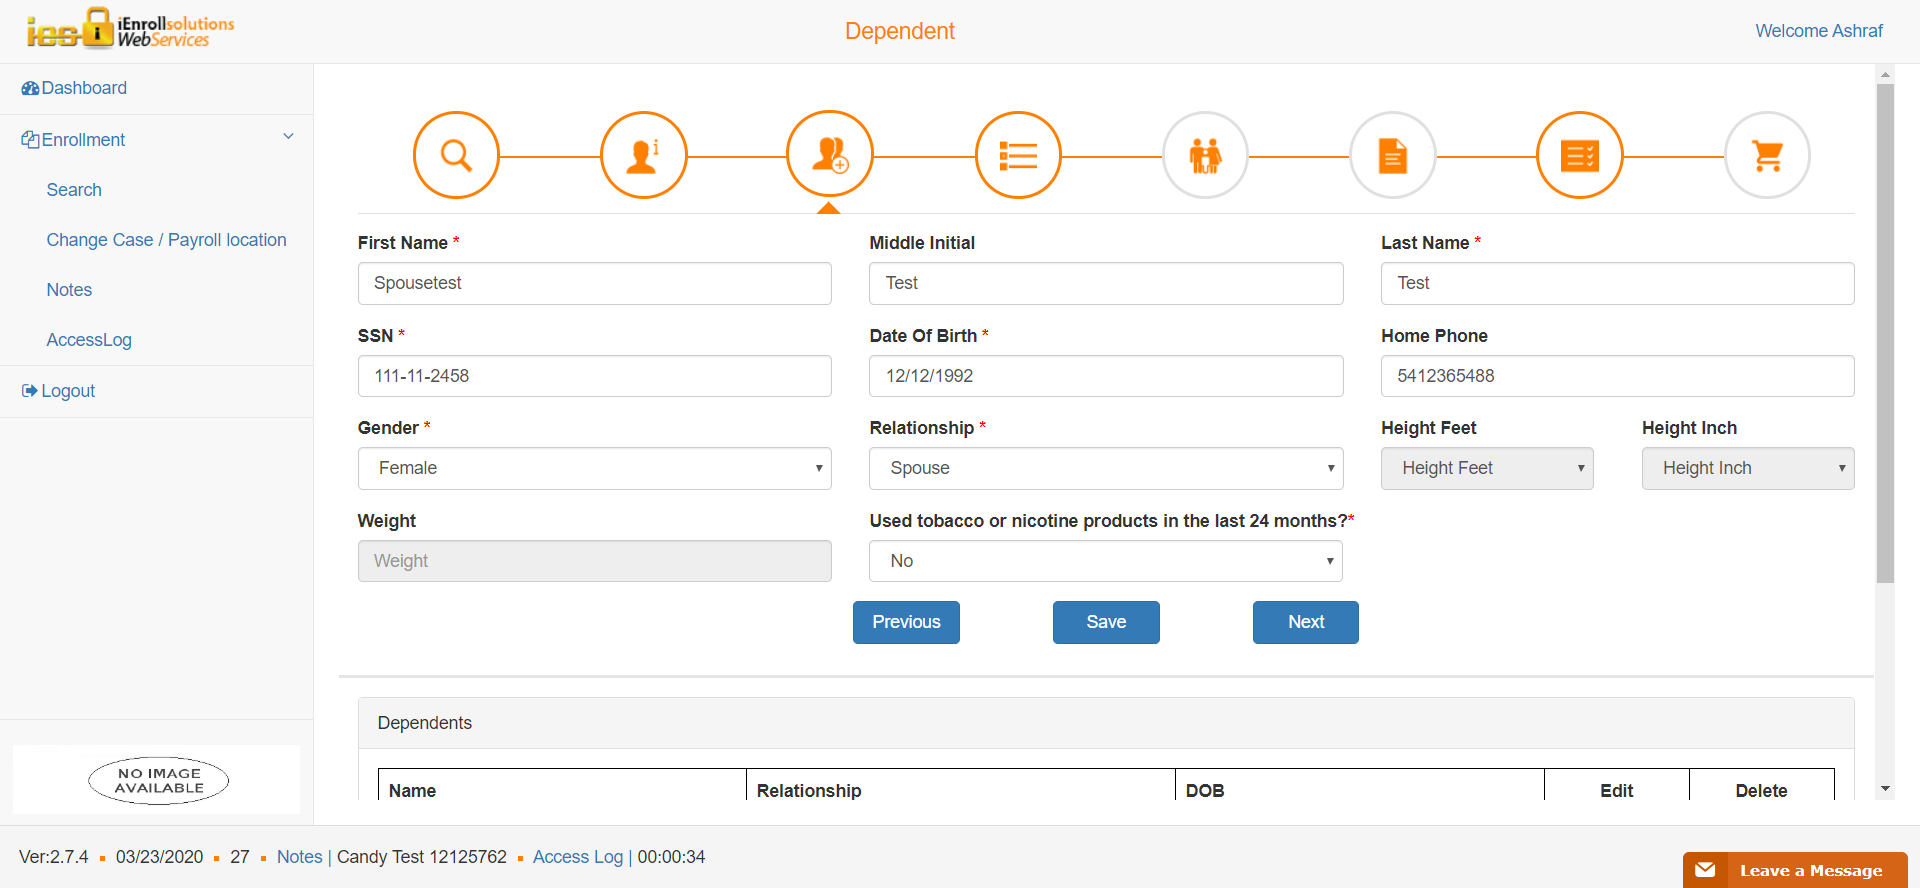 ies iEnrollsolutions
WebServices
Dependent
Welcome Ashraf
Dashboard
Enrollment
Search
Change Case / Payroll location
Notes
AccessLog
Logout
NO IMAGE
AVAILABLE
First Name * Middle Initial Last Name *
Spousetest Test Test
SSN * Date Of Birth * Home Phone
111-11-2458 12/12/1992 5412365488
Gender * Relationship * Height Feet Height Inch
Female Spouse Height Feet Height Inch
Weight Used tobacco or nicotine products in the last 24 months?*
Weight No
Previous Save Next
Dependents
Name Relationship DOB Edit Delete
Ver:2.7.4 03/23/2020 27 Notes | Candy Test 12125762 Access Log | 00:00:34
Leave a Message